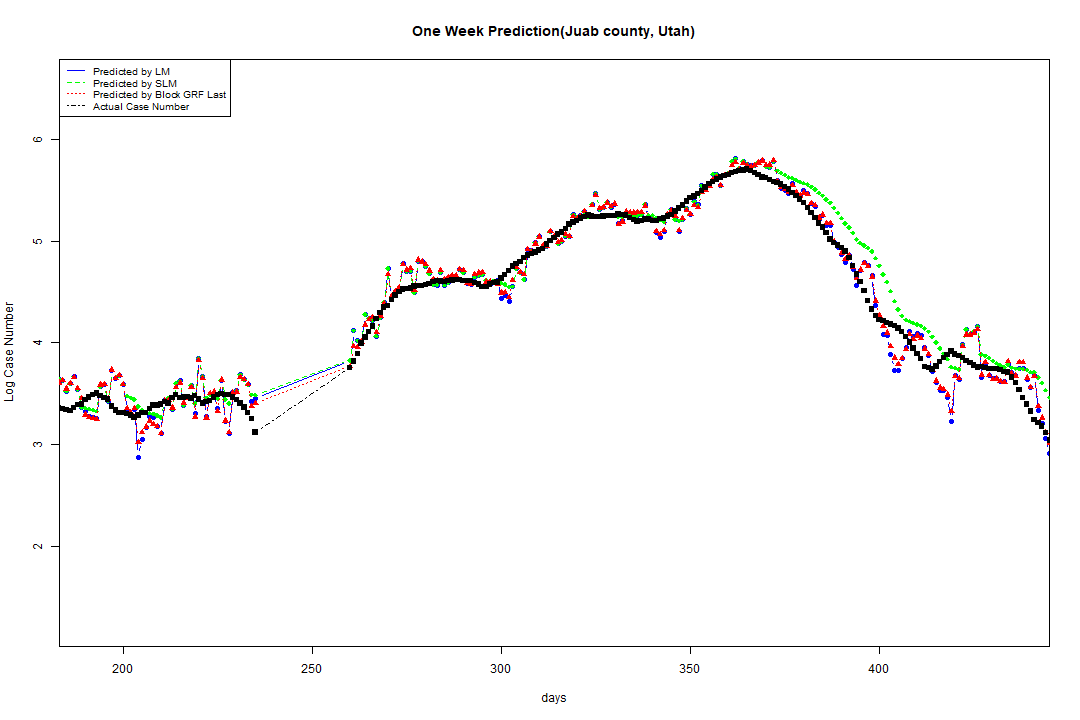 One Week Prediction(Juab county, Utah)
Predicted by LM
Predicted by SLM
Predicted by Block GRF Last
Actual Case Number
6
5
4
3
2
Log Case Number
200 250 300 350 400
days